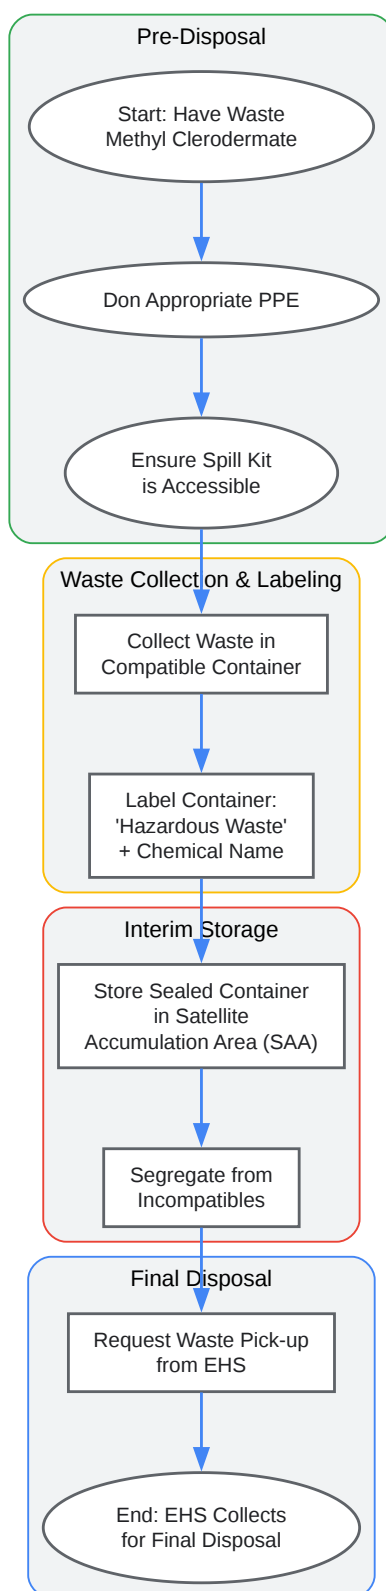 Pre-Disposal
Start: Have Waste
Methyl Clerodermate
Don Appropriate PPE
Ensure Spill Kit
is Accessible
Waste Collection & Labeling
Collect Waste in
Compatible Container
Label Container:
'Hazardous Waste'
+ Chemical Name
Interim Storage
Store Sealed Container
in Satellite
Accumulation Area (SAA)
Segregate from
Incompatibles
Final Disposal
Request Waste Pick-up
from EHS
End: EHS Collects
for Final Disposal